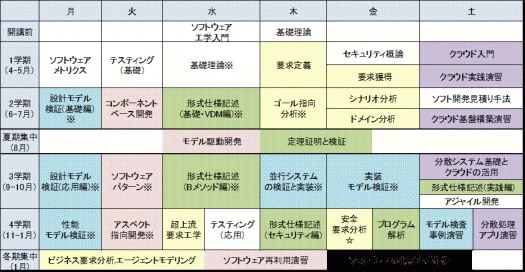 月 火 水 木 金 土
開講前
ソフトウェア
工学入門
基礎理論
1学期
(4-5月)
ソフトウェア
メトリクス
テスティング
(基礎)
基礎理論※
要求定義
セキュリティ概論
要求獲得
クラウド入門
クラウド実践演習
2学期
(6-7月)
設計モデル
検証(基礎編)
※
コンポーネント
ベース開発
形式仕様記述
(基礎・VDM編)※
ゴール指向
分析※
シナリオ分析
ドメイン分析
ソフト開発見積り手法
クラウド基盤構築演習
夏期集中
(8月)
モデル駆動開発
定理証明と検証
3学期
(9-10月)
設計モデル
検証(応用編)※
ソフトウェア
パターン※
形式仕様記述
(Bメソッド編)※
並行システム
の検証と実装※
実装
モデル検証※
分散システム基礎と
クラウドの活用
形式仕様記述(実践編)
アジャイル開発
4学期
(11-1月)
性能
モデル検証※
アスペクト
指向開発※
超上流
要求工学
テスティング
(応用)
形式仕様記述
(セキュリティ編)
安全
要求分析
☆
プログラム
解析
モデル検査
事例演習
分散処理
アプリ演習
冬期集中
(1月)
ビジネス要求分析,エージェントモデリング
ソフトウェア再利用演習